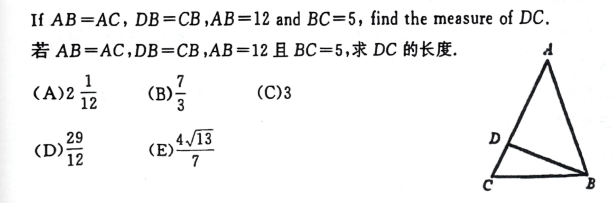 If AB=AC, DB=CB,AB=12 and BC=5, find the measure of DC.
若 AB=AC,DB=CB,AB=12 且 BC=5,求 DC 的长度.
(A)2 1/12 (B)7/3 (C)3
(D)29/12 (E)4√13/7
A
D
C B